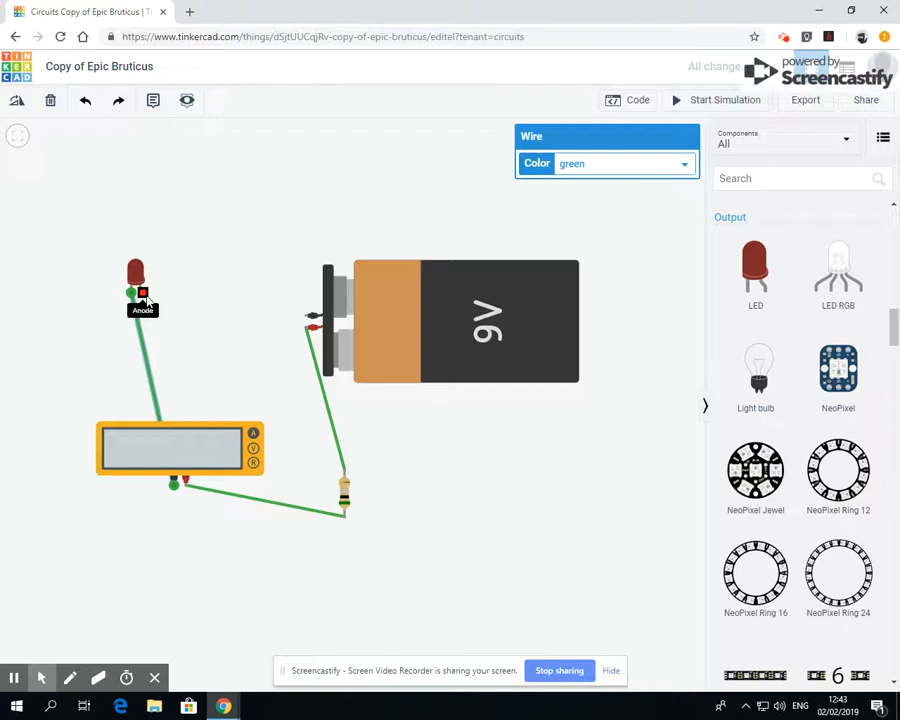 Circuits Copy of Epic Bruticus | T
https://www.tinkercad.com/things/dSjtUUCqjRv-copy-of-epic-bruticus/editel?tenant=circuits
TIN
KER
CAD
Copy of Epic Bruticus
All change
powered by
Screencastify
Code
Start Simulation
Export
Share
Wire
Color
green
Components
All
Search
Output
LED
LED RGB
Light bulb
NeoPixel
NeoPixel Jewel
NeoPixel Ring 12
NeoPixel Ring 16
NeoPixel Ring 24
6
Anode
9V
A
V
R
Screencastify - Screen Video Recorder is sharing your screen.
Stop sharing
Hide
ENG
12:43
02/02/2019
1